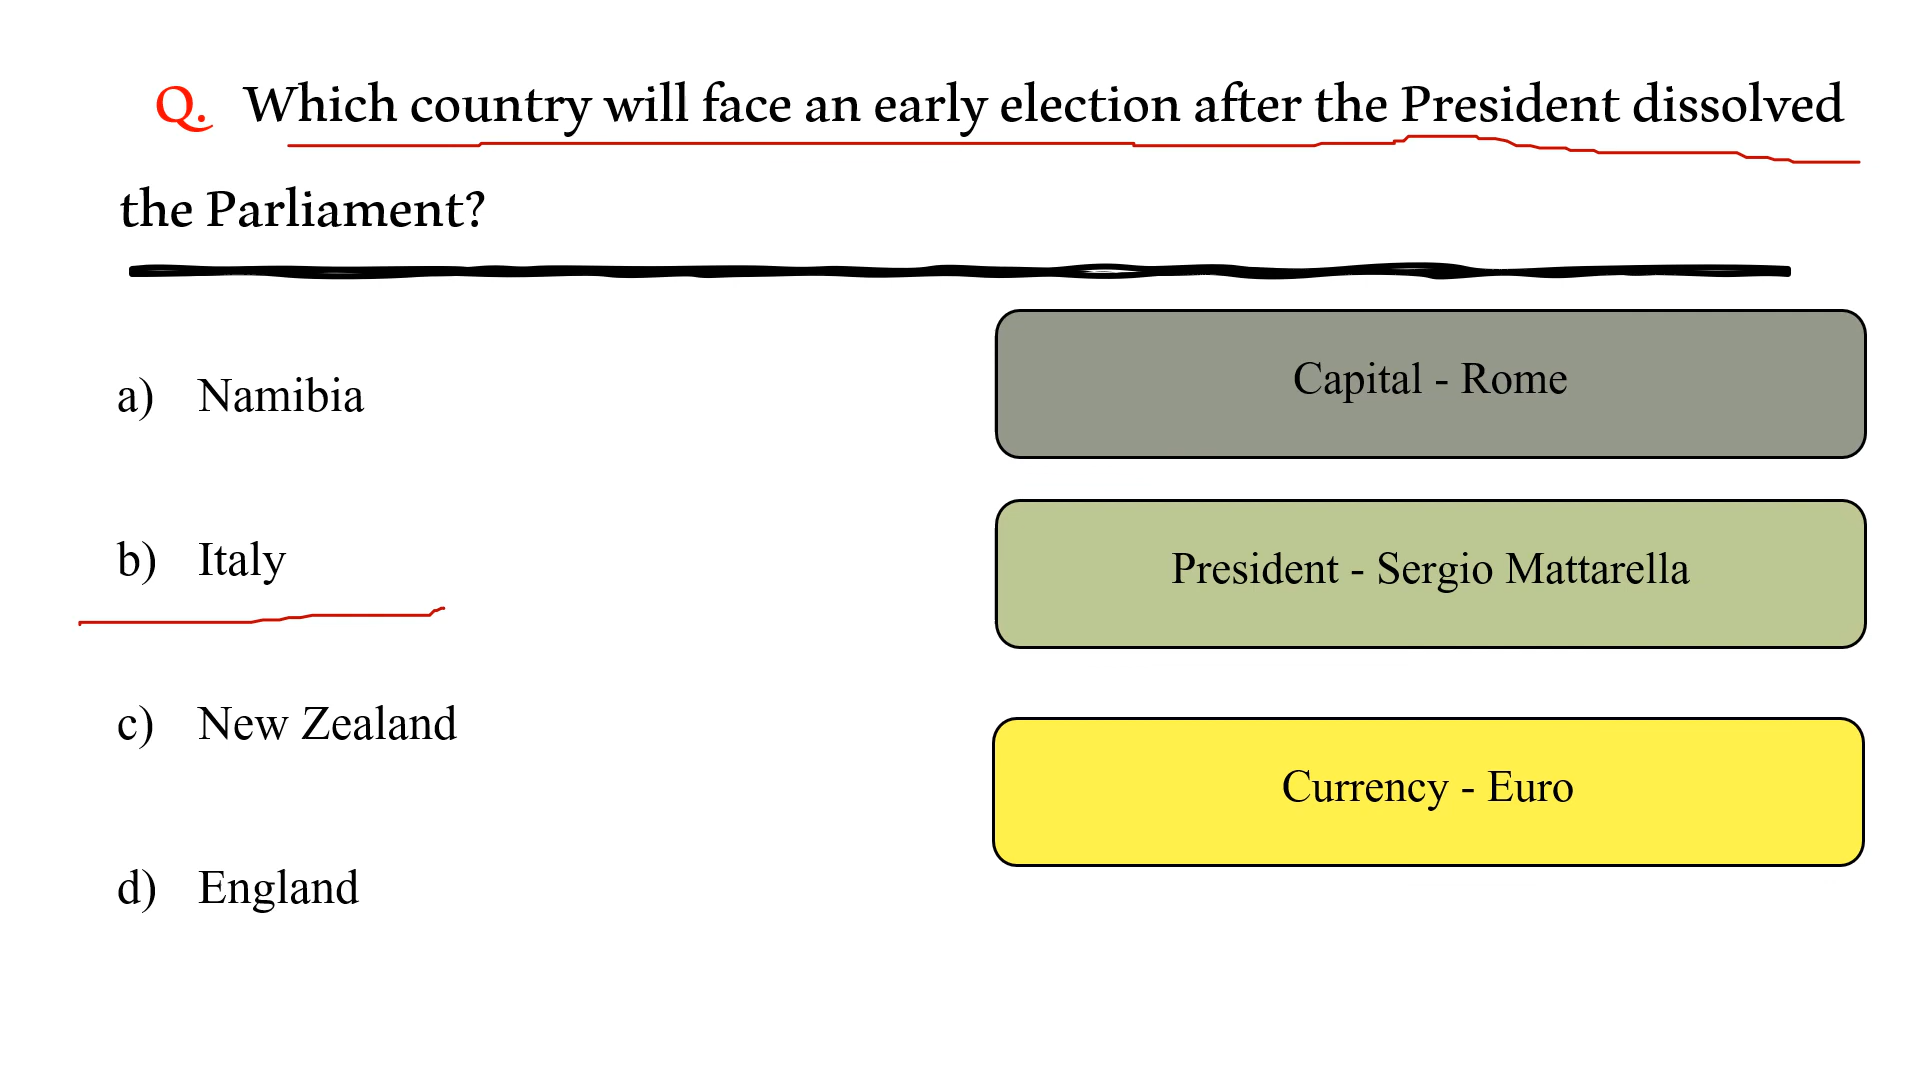 Q. Which country will face an early election after the President dissolved
the Parliament?
a) Namibia
b) Italy
c) New Zealand
d) England
Capital - Rome
President - Sergio Mattarella
Currency - Euro